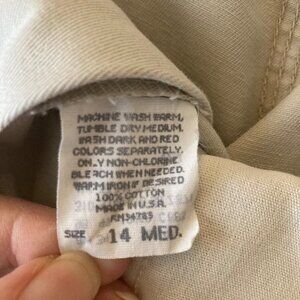 MACHINE WASH WARM,
TUMBLE DRY MEDIUM.
WASH DARK AND RED
COLORS SEPARATELY.
ONLY NON-CHLORINE
BLEACH WHEN NEEDED.
WARM IRON IF DESIRED
100% COTTON
MADE IN U.S.A.
RN34785
SIZE 14 MED.